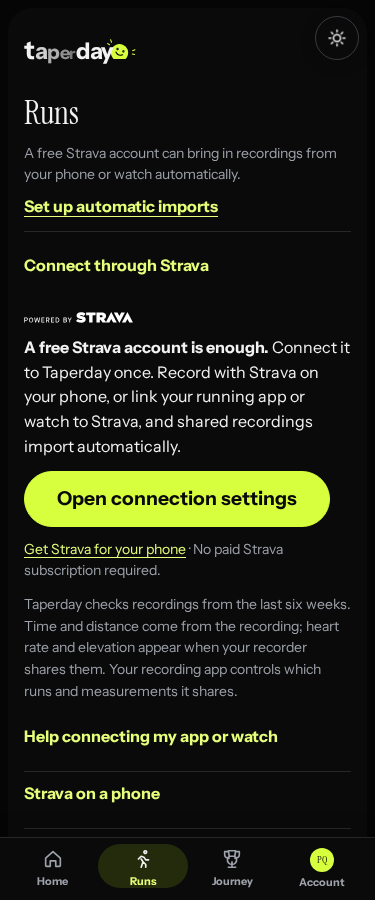 taperday
Runs
A free Strava account can bring in recordings from
your phone or watch automatically.
Set up automatic imports
Connect through Strava
POWERED BY STRAVA
A free Strava account is enough. Connect it
to Taperday once. Record with Strava on
your phone, or link your running app or
watch to Strava, and shared recordings
import automatically.
Open connection settings
Get Strava for your phone · No paid Strava
subscription required.
Taperday checks recordings from the last six weeks.
Time and distance come from the recording; heart
rate and elevation appear when your recorder
shares them. Your recording app controls which
runs and measurements it shares.
Help connecting my app or watch
Strava on a phone
PQ
Home Runs Journey Account